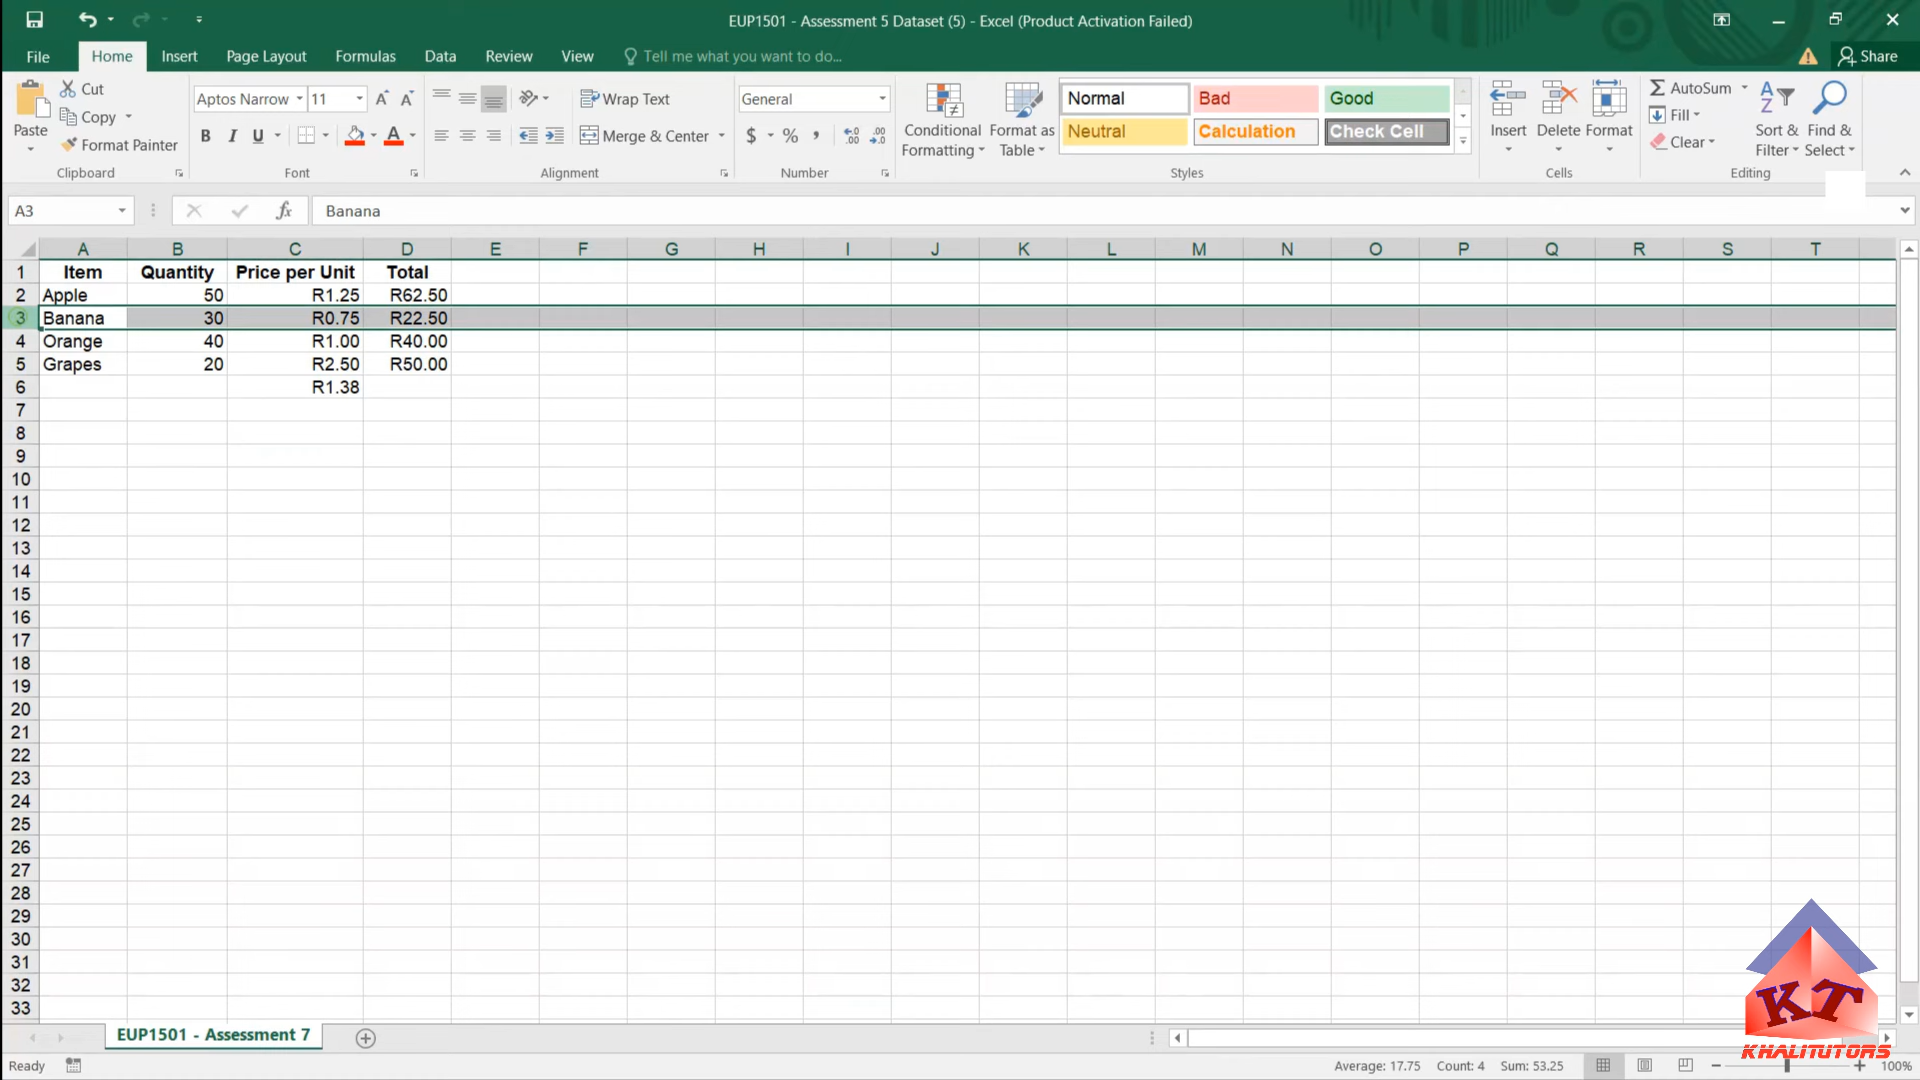 EUP1501 - Assessment 5 Dataset (5) - Excel (Product Activation Failed)
File Home Insert Page Layout Formulas Data Review View Tell me what you want to do... Share
Paste Cut Copy Format Painter Clipboard
Aptos Narrow 11 A A B I U A Font
ab Wrap Text Merge & Center Alignment
General $ % , .0 .00 .00 .0 Number
Conditional Formatting Format as Table Normal Bad Good Neutral Calculation Check Cell Styles
Insert Delete Format Cells
AutoSum Fill Clear Sort & Filter Find & Select Editing
A3 fx Banana
A B C D E F G H I J K L M N O P Q R S T
1 Item Quantity Price per Unit Total
2 Apple 50 R1.25 R62.50
3 Banana 30 R0.75 R22.50
4 Orange 40 R1.00 R40.00
5 Grapes 20 R2.50 R50.00
6 R1.38
7
8
9
10
11
12
13
14
15
16
17
18
19
20
21
22
23
24
25
26
27
28
29
30
31
32
33
KT
KHALITUTORS
EUP1501 - Assessment 7
Ready Average: 17.75 Count: 4 Sum: 53.25 100%